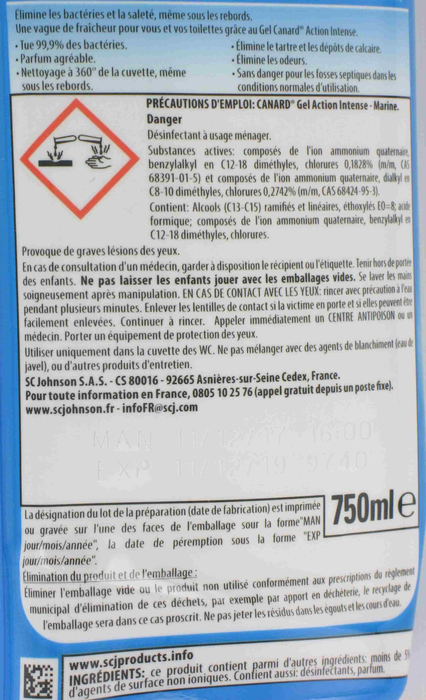 Élimine les bactéries et la saleté, même sous les rebords.
Une vague de fraicheur pour vous et vos toilettes grâce au Gel Canard® Action Intense.
• Tue 99,9% des bactéries.
• Parfum agréable.
• Nettoyage à 360° de la cuvette, même
sous les rebords.
• Élimine le tartre et les dépôts de calcaire.
• Élimine les odeurs.
• Sans danger pour les fosses septiques dans les
conditions normales d'utilisation.
PRÉCAUTIONS D'EMPLOI: CANARD® Gel Action Intense - Marine.
Danger
Désinfectant à usage ménager.
Substances actives: composés de l'ion ammonium quaternaire,
benzylalkyl en C12-18 diméthyles, chlorures 0,1828% (m/m, CAS
68391-01-5) et composés de l'ion ammonium quaternaire, dialkyl en
C8-10 diméthyles, chlorures 0,2742% (m/m, CAS 68424-95-3).
Contient: Alcools (C13-C15) ramifiés et linéaires, éthoxylés EO=8; acide
formique; composés de l'ion ammonium quaternaire, benzylalkyl en
C12-18 diméthyles, chlorures.
Provoque de graves lésions des yeux.
En cas de consultation d'un médecin, garder à disposition le récipient ou l'étiquette. Tenir hors de portée
des enfants. Ne pas laisser les enfants jouer avec les emballages vides. Se laver les mains
soigneusement après manipulation. EN CAS DE CONTACT AVEC LES YEUX: rincer avec précaution à l'eau
pendant plusieurs minutes. Enlever les lentilles de contact si la victime en porte et si elles peuvent être
facilement enlevées. Continuer à rincer. Appeler immédiatement un CENTRE ANTIPOISON ou un
médecin. Porter un équipement de protection des yeux.
Utiliser uniquement dans la cuvette des WC. Ne pas mélanger avec des agents de blanchiment (eau de
javel), ou d'autres produits d'entretien.
SC Johnson S.A.S. - CS 80016 - 92665 Asnières-sur-Seine Cedex, France.
Pour toute information en France, 0805 10 25 76 (appel gratuit depuis un poste fixe).
www.scjohnson.fr - infoFR@scj.com
MAN 11/12/17 16:00
EXP 11/12/19 9740
La désignation du lot de la préparation (date de fabrication) est imprimée
ou gravée sur l'une des faces de l'emballage sous la forme"MAN
jour/mois/année", la date de péremption sous la forme "EXP
jour/mois/année".
750ml e
Élimination du produit et de l'emballage :
Éliminer l'emballage vide ou le produit non utilisé conformément aux prescriptions du règlement
municipal d'élimination de ces déchets, par exemple par apport en déchèterie, le recyclage de
l'emballage sera dans ce cas proscrit. Ne pas jeter les résidus dans les égouts et les cours d'eau.
www.scjproducts.info
INGRÉDIENTS: ce produit contient parmi d'autres ingrédients: moins de 5%
d'agents de surface non ioniques. Contient aussi: désinfectants, parfum.